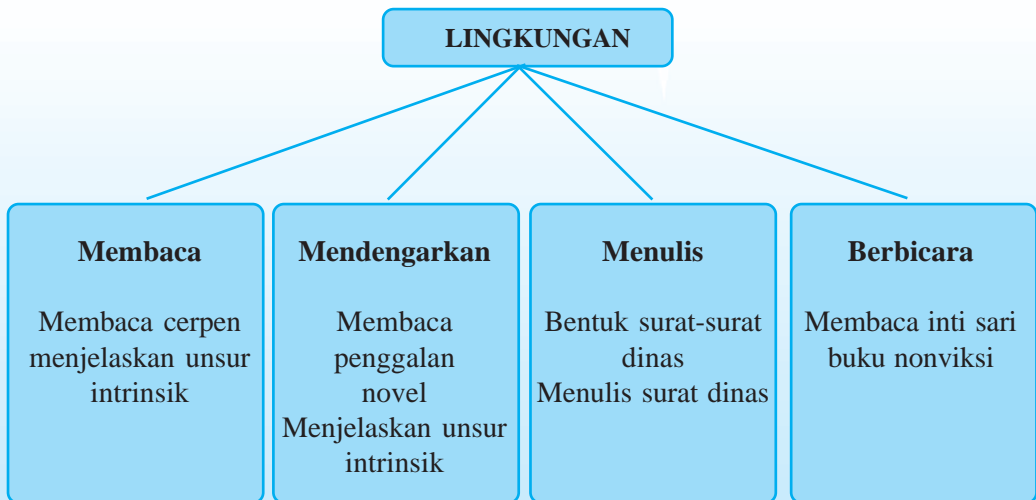 LINGKUNGAN
Membaca
Membaca cerpen
menjelaskan unsur
intrinsik
Mendengarkan
Membaca
penggalan
novel
Menjelaskan unsur
intrinsik
Menulis
Bentuk surat-surat
dinas
Menulis surat dinas
Berbicara
Membaca inti sari
buku nonviksi